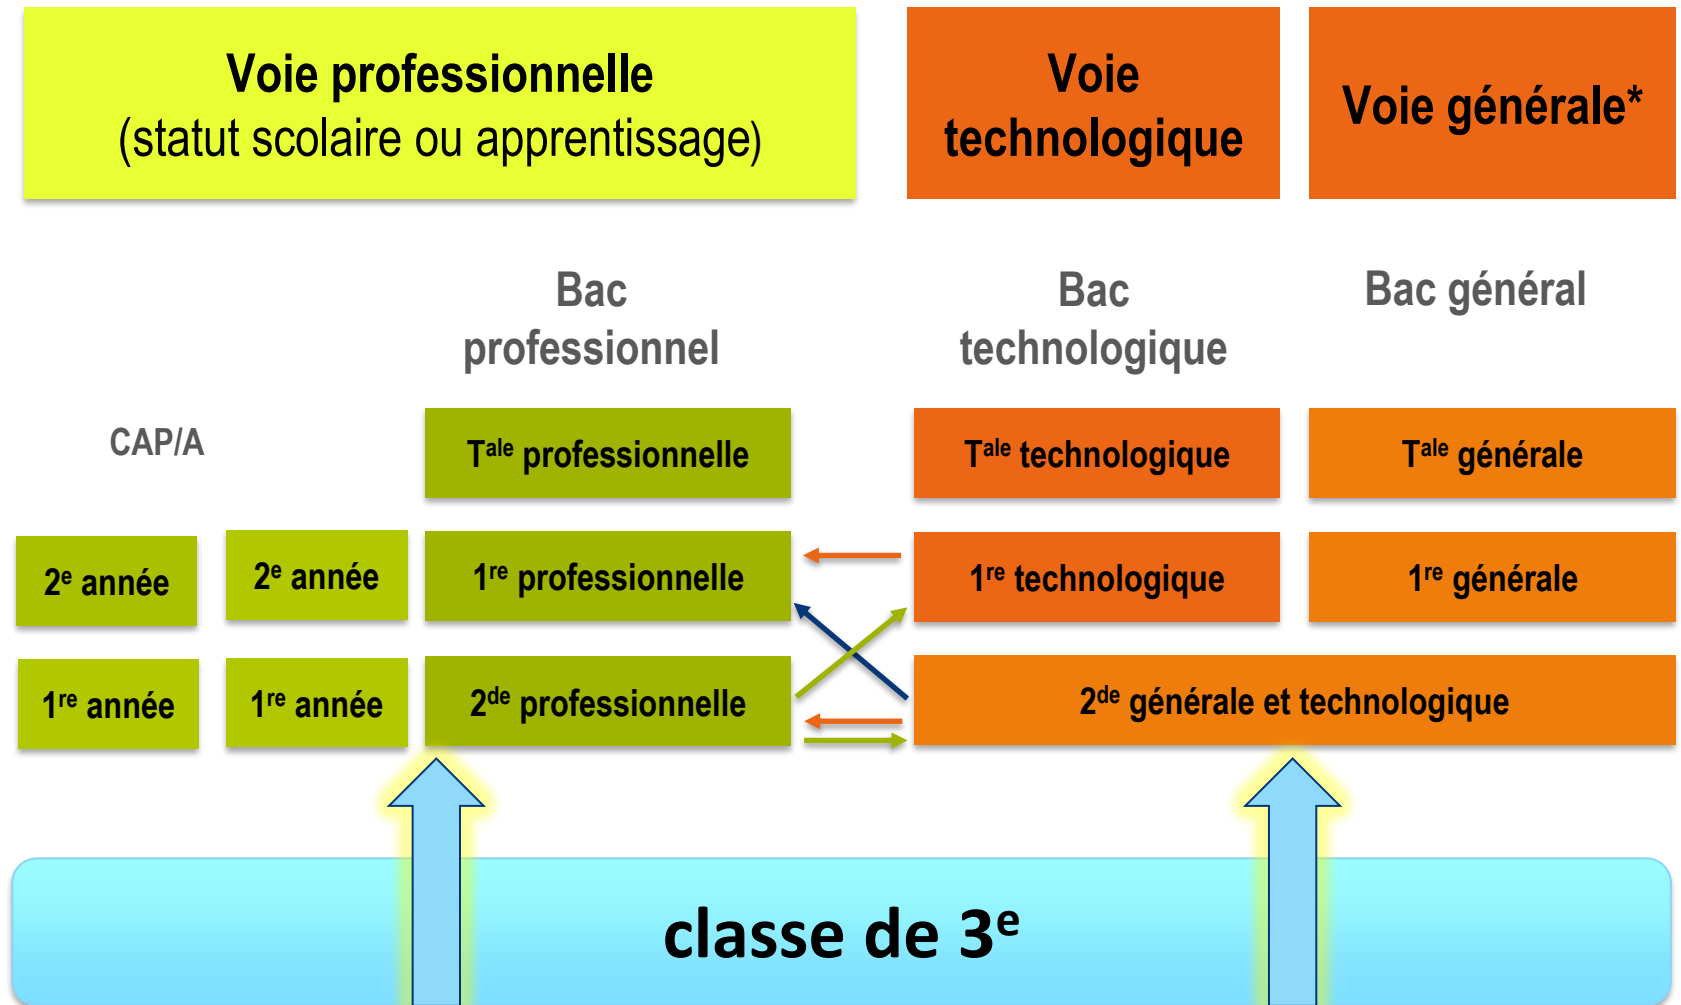 Voie professionnelle
(statut scolaire ou apprentissage)
Voie
technologique
Voie générale*
Bac
professionnel
Bac
technologique
Bac général
CAP/A
Tale professionnelle
Tale technologique
Tale générale
2e année
2e année
1re professionnelle
1re technologique
1re générale
1re année
1re année
2de professionnelle
2de générale et technologique
classe de 3e